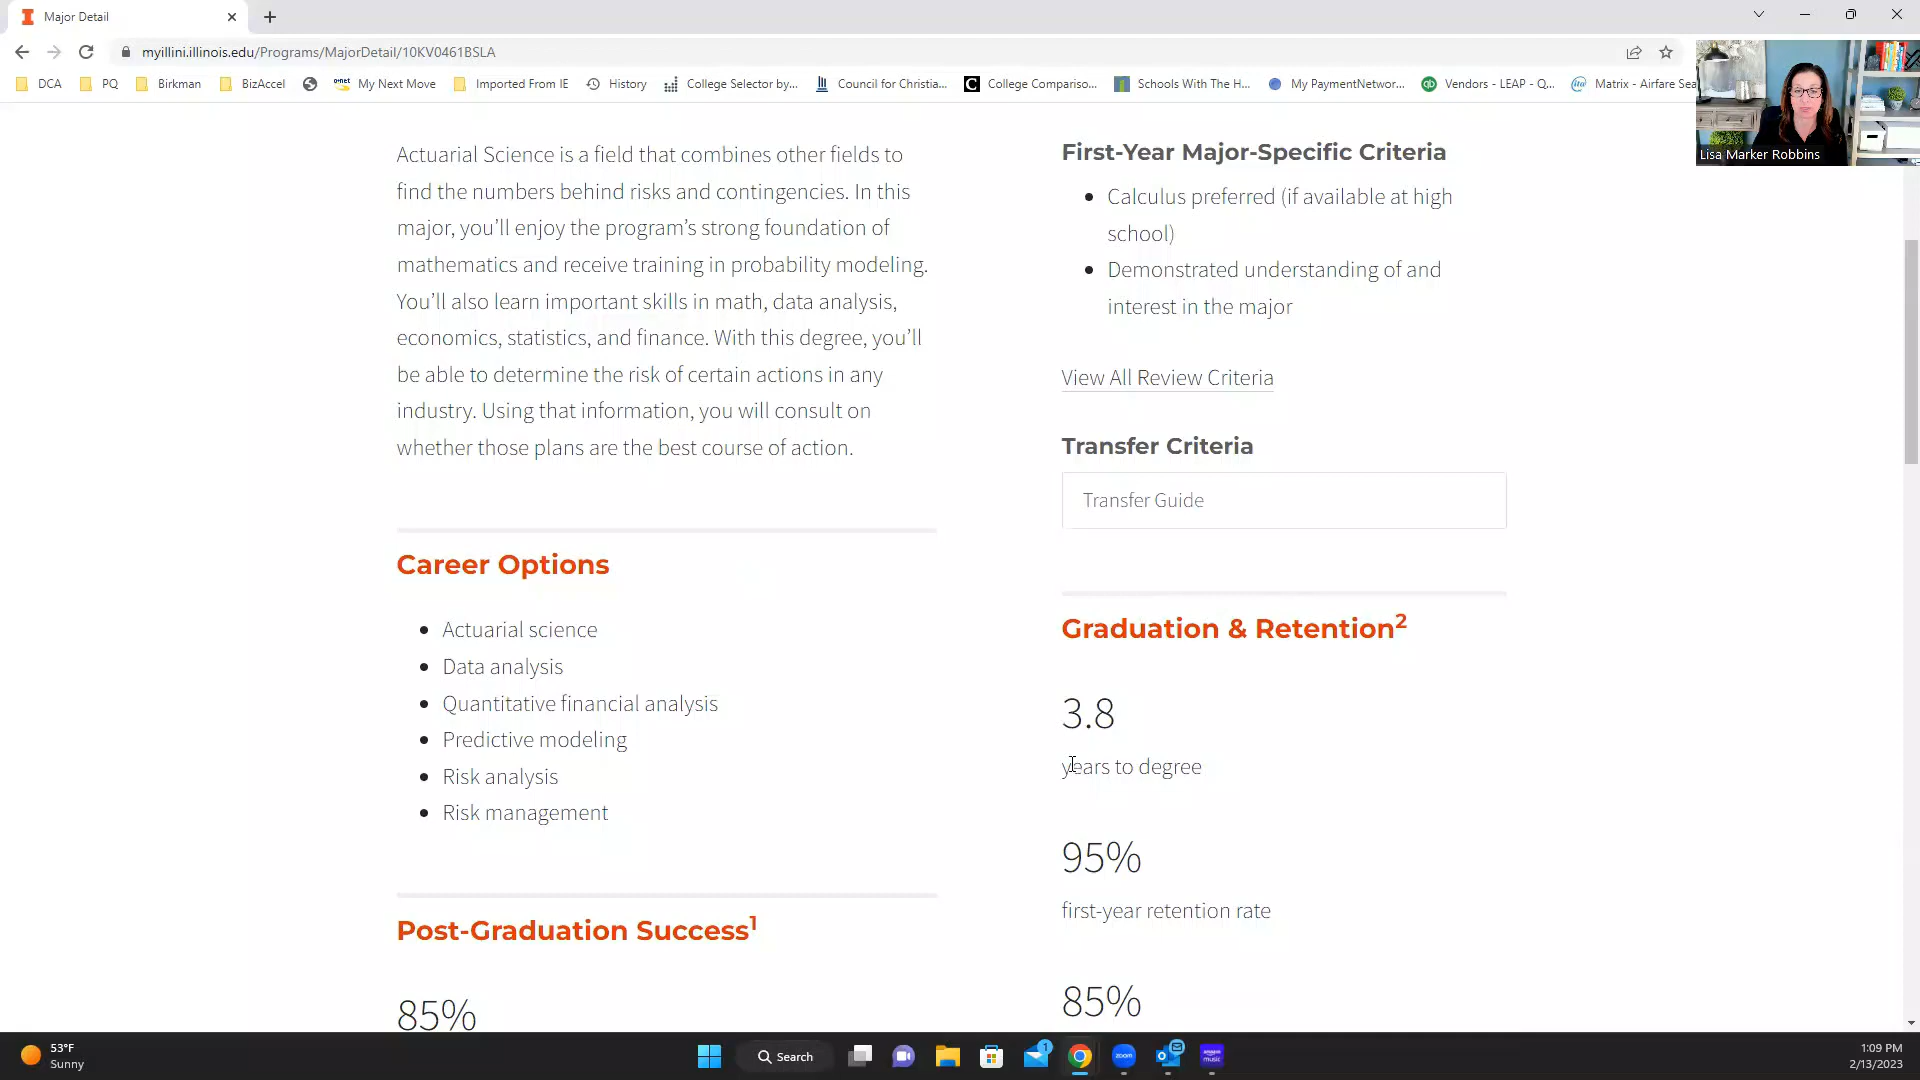 Major Detail
myillini.illinois.edu/Programs/MajorDetail/10KV0461BSLA
DCA
PQ
Birkman
BizAccel
My Next Move
Imported From IE
History
College Selector by...
Council for Christia...
College Compariso...
Schools With The H...
My PaymentNetwor...
Vendors - LEAP - Q...
Matrix - Airfare Sea
Lisa Marker Robbins
Actuarial Science is a field that combines other fields to
find the numbers behind risks and contingencies. In this
major, you’ll enjoy the program’s strong foundation of
mathematics and receive training in probability modeling.
You’ll also learn important skills in math, data analysis,
economics, statistics, and finance. With this degree, you’ll
be able to determine the risk of certain actions in any
industry. Using that information, you will consult on
whether those plans are the best course of action.
Career Options
Actuarial science
Data analysis
Quantitative financial analysis
Predictive modeling
Risk analysis
Risk management
Post-Graduation Success1
85%
First-Year Major-Specific Criteria
Calculus preferred (if available at high
school)
Demonstrated understanding of and
interest in the major
View All Review Criteria
Transfer Criteria
Transfer Guide
Graduation & Retention2
3.8
years to degree
95%
first-year retention rate
85%
53°F
Sunny
Search
1
zoom
1:09 PM
2/13/2023